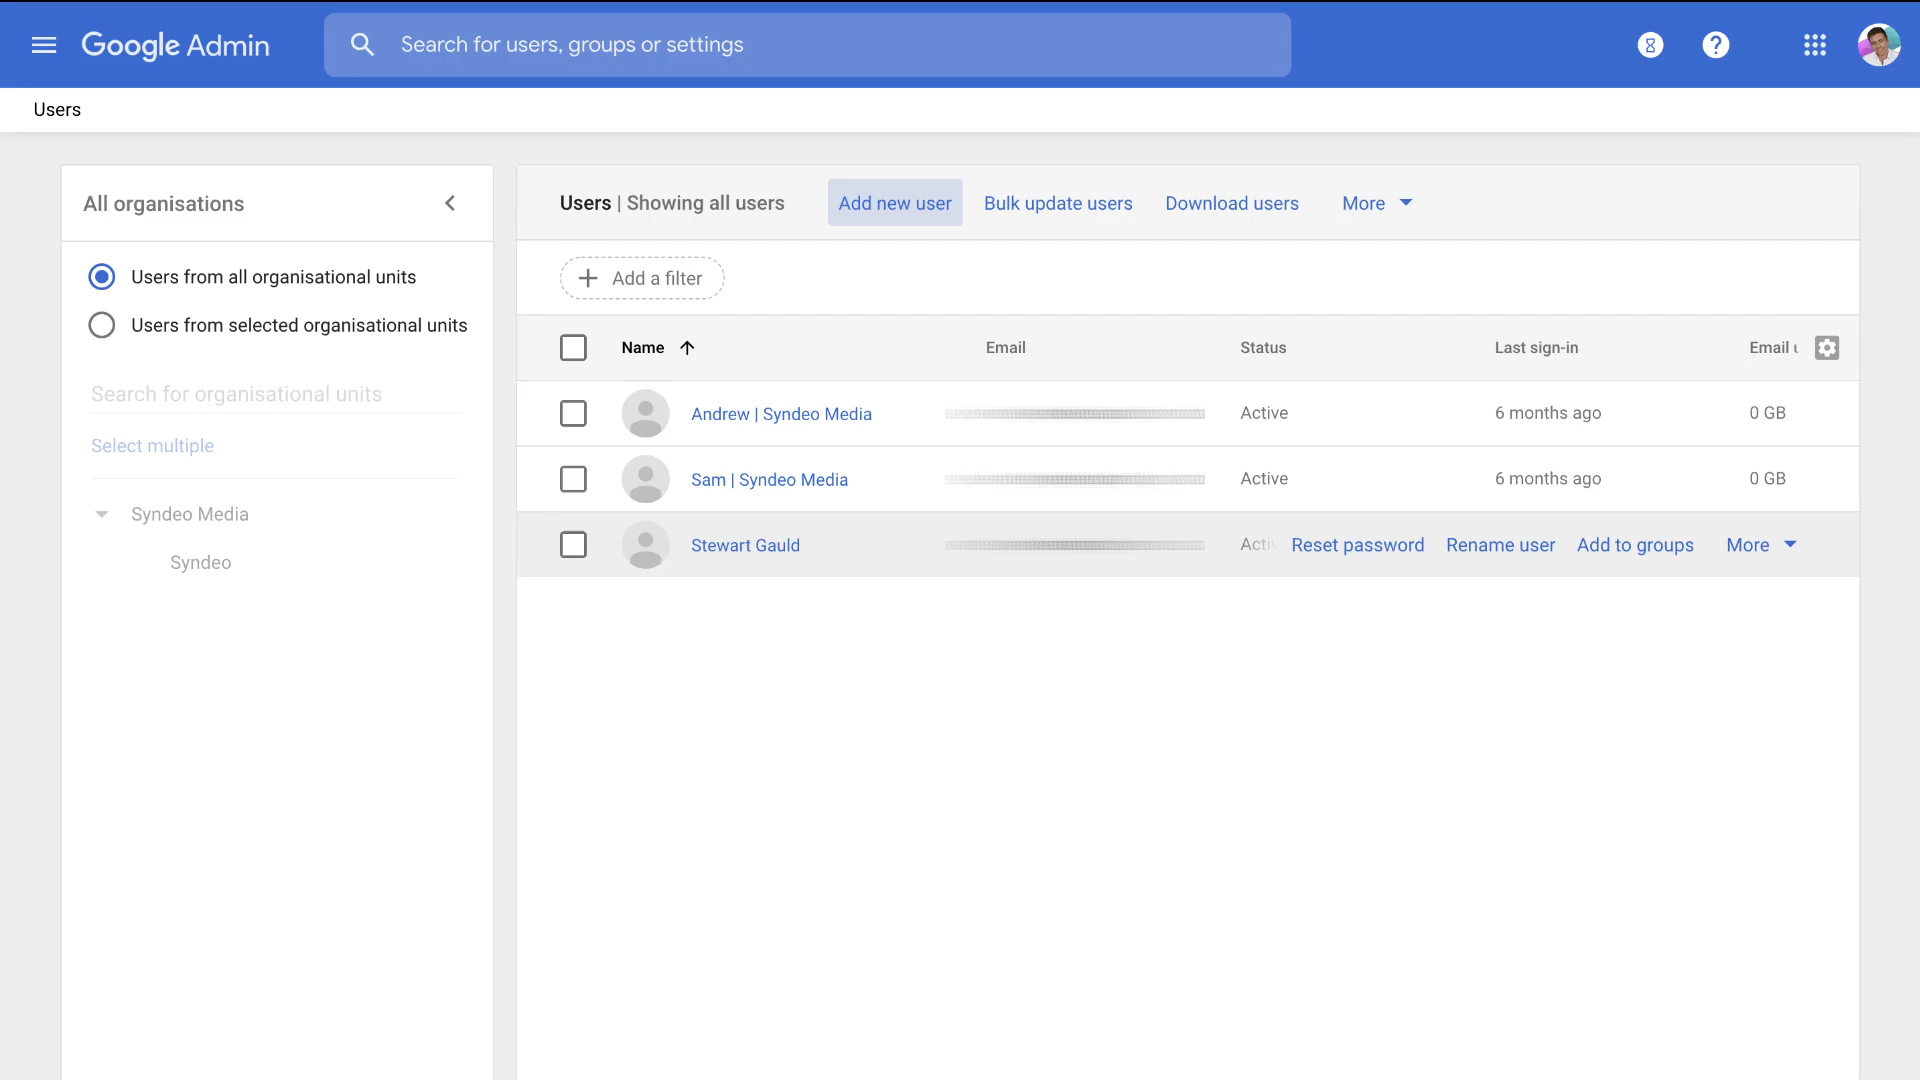 Google Admin
Search for users, groups or settings
Users
All organisations
Users from all organisational units
Users from selected organisational units
Search for organisational units
Select multiple
Syndeo Media
Syndeo
Users | Showing all users
Add new user
Bulk update users
Download users
More
Add a filter
Name
Email
Status
Last sign-in
Email
Andrew | Syndeo Media
Active
6 months ago
0 GB
Sam | Syndeo Media
Active
6 months ago
0 GB
Stewart Gauld
Reset password
Rename user
Add to groups
More